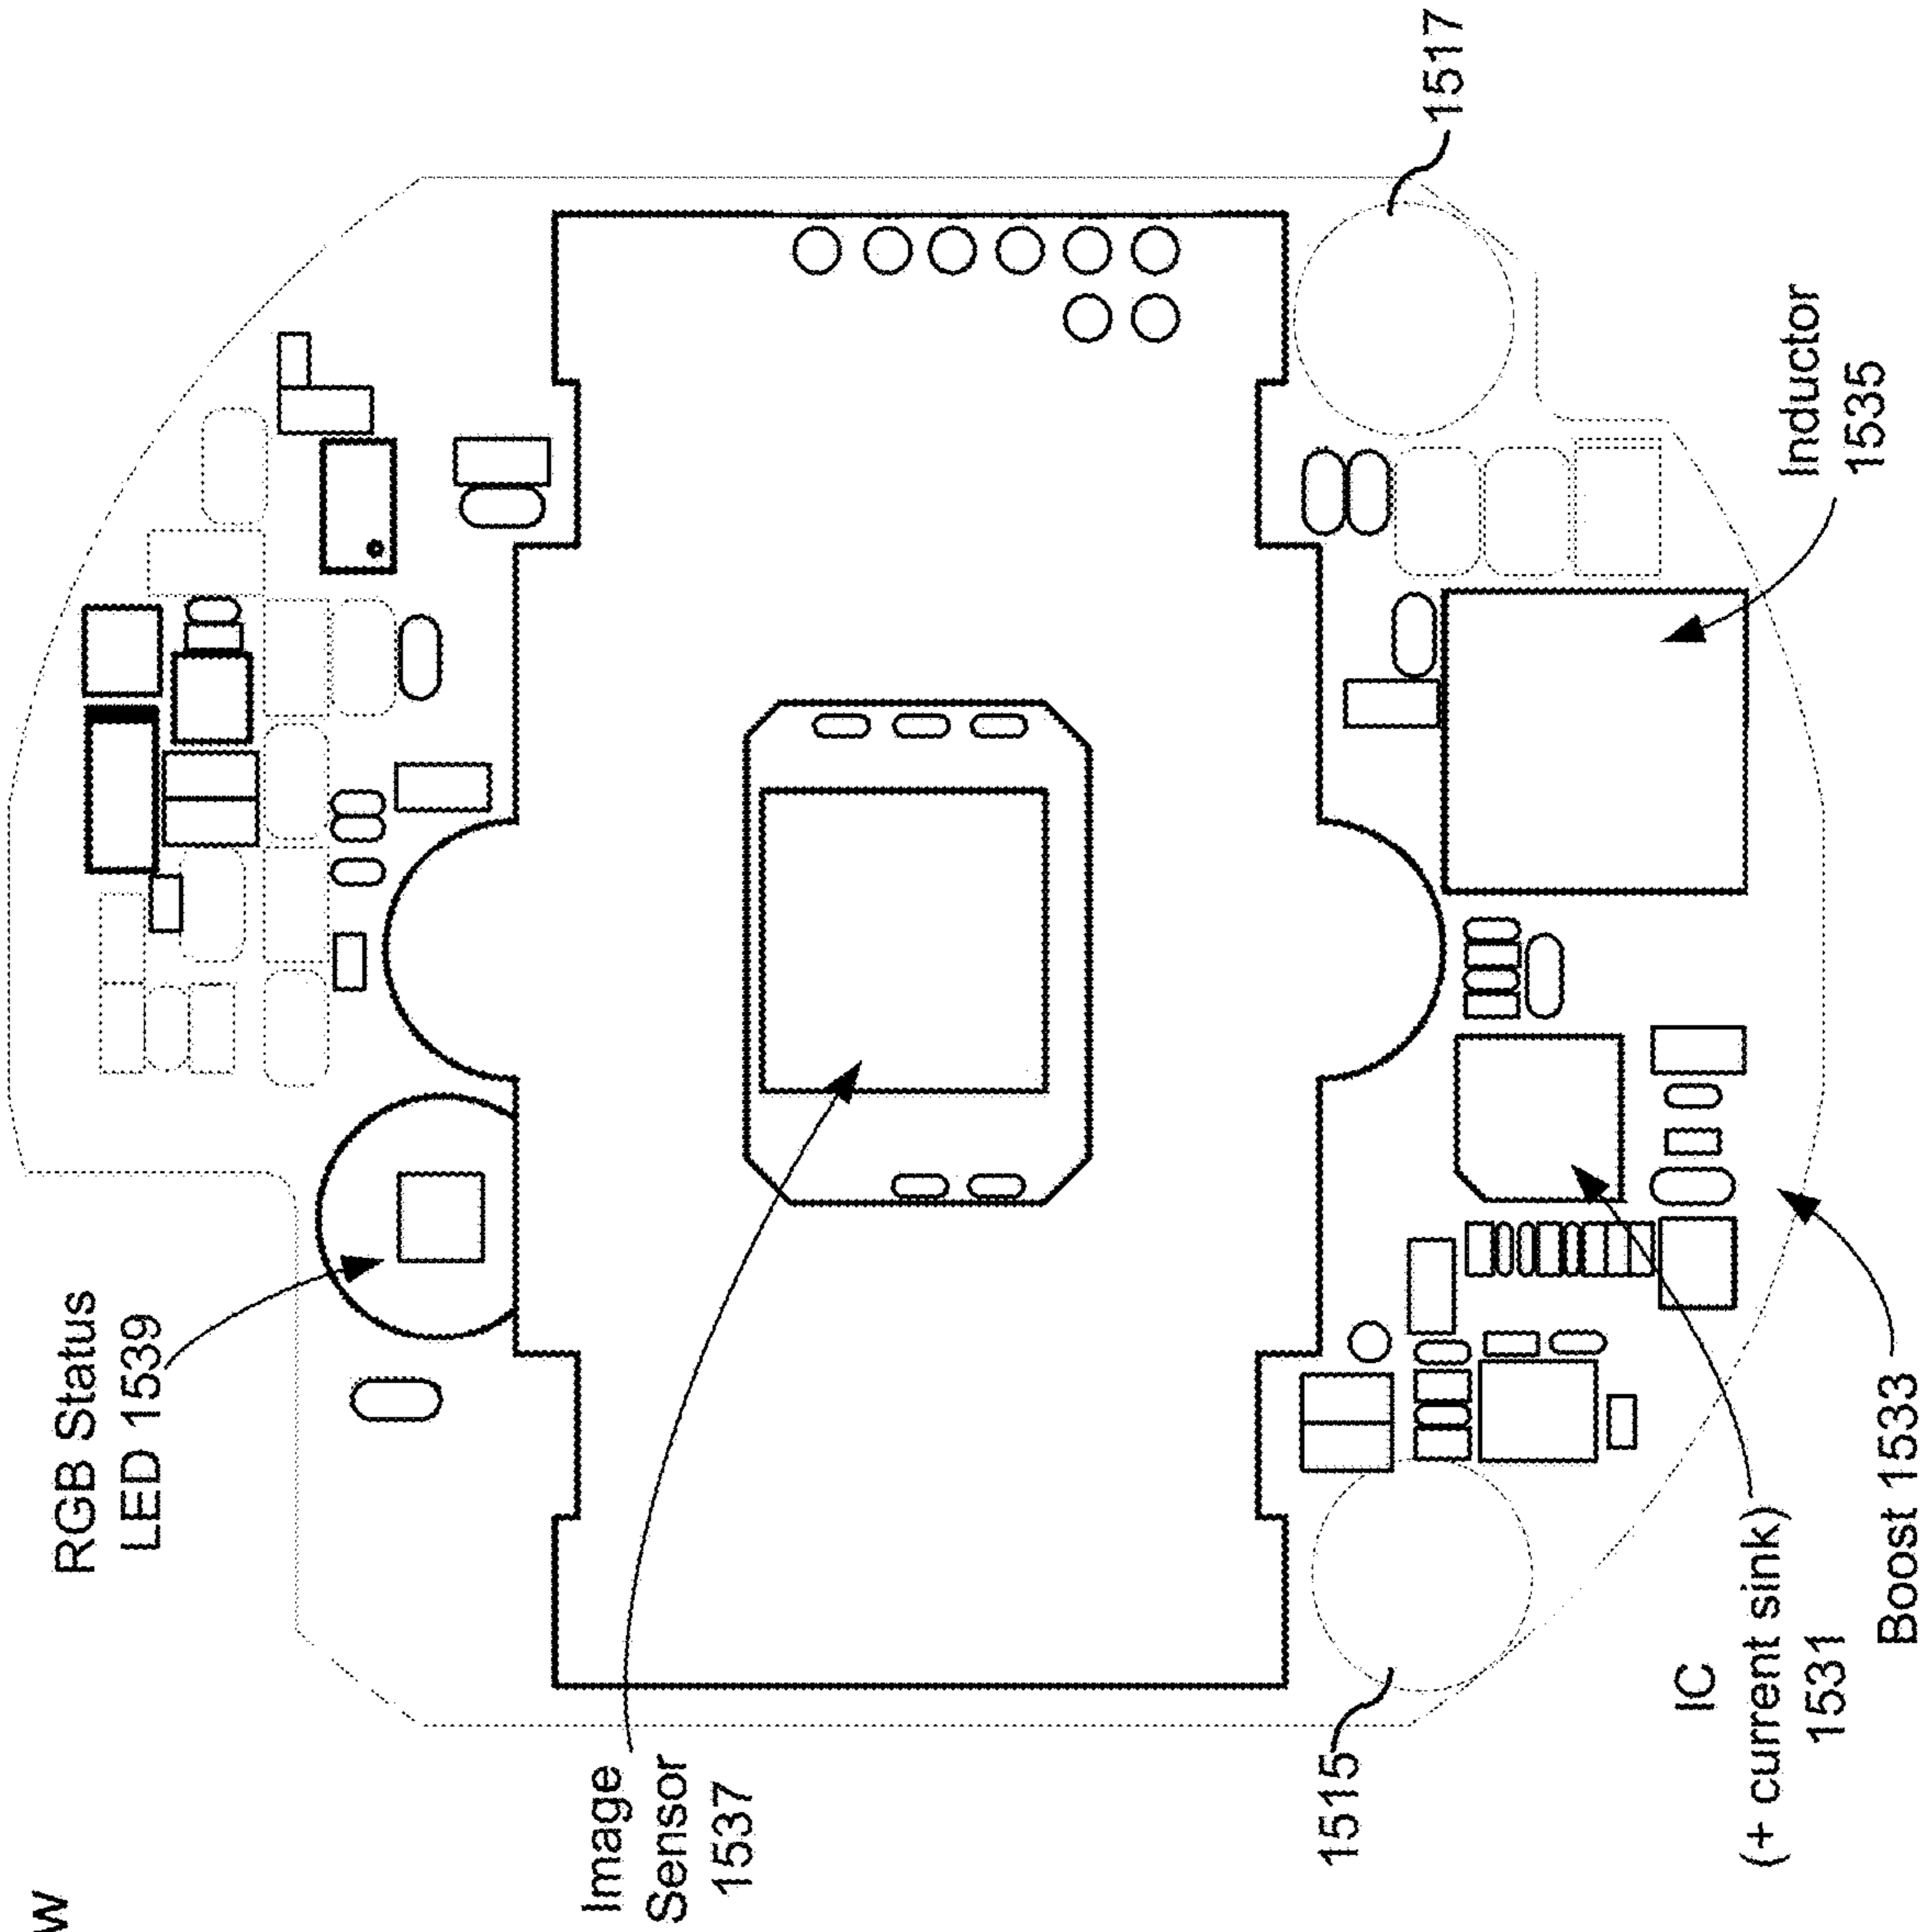 w
RGB Status
LED 1539
Image
Sensor
1537
1515
1517
IC
(+ current sink)
1531
Boost 1533
Inductor
1535